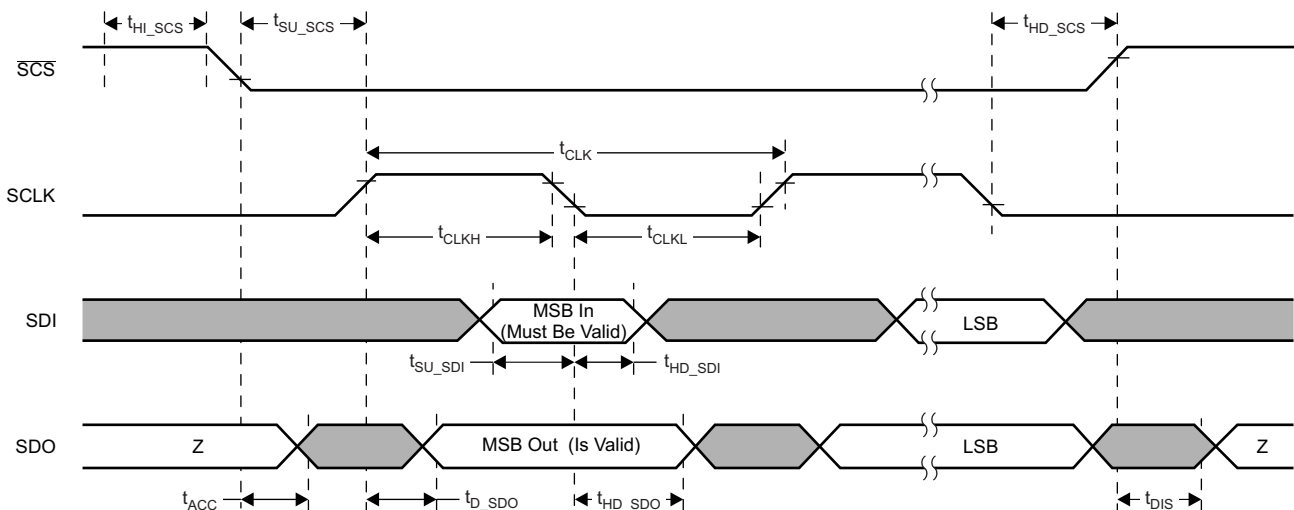 tHI_SCS
tSU_SCS
tHD_SCS
SCS
tCLK
SCLK
tCLKH
tCLKL
MSB In
(Must Be Valid)
SDI
LSB
tSU_SDI
tHD_SDI
SDO
Z
MSB Out (Is Valid)
LSB
Z
tACC
tD_SDO
tHD_SDO
tDIS